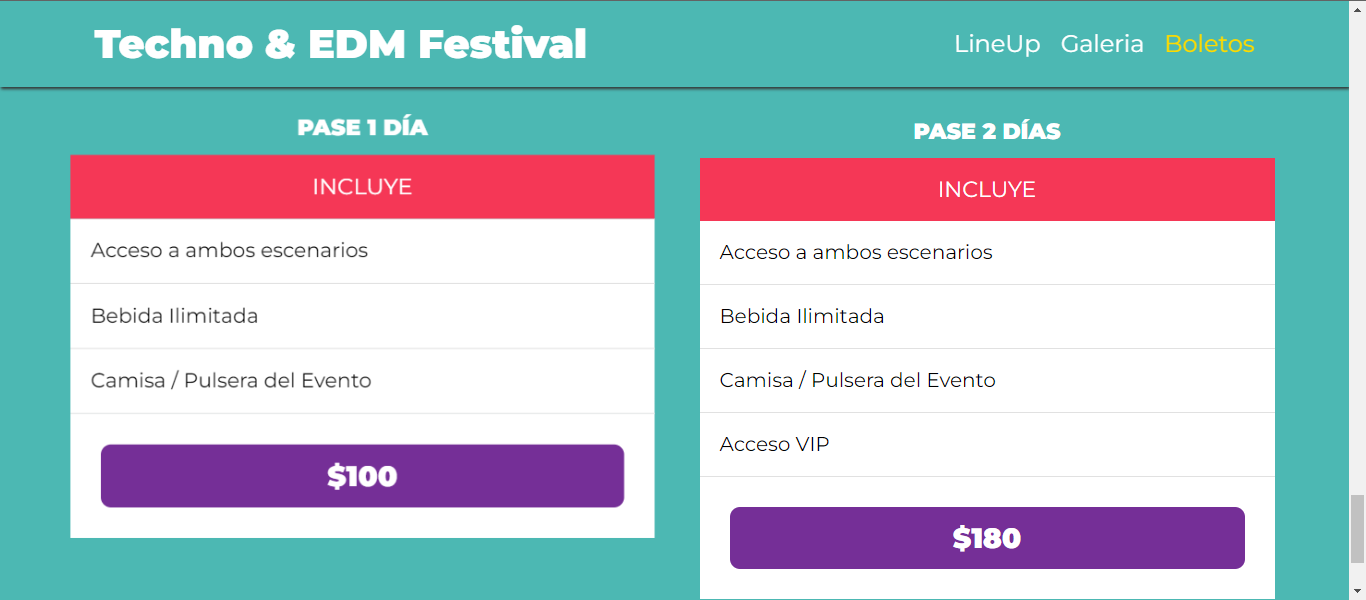 Techno & EDM Festival
LineUp Galeria Boletos
PASE 1 DÍA
INCLUYE
Acceso a ambos escenarios
Bebida Ilimitada
Camisa / Pulsera del Evento
$100
PASE 2 DÍAS
INCLUYE
Acceso a ambos escenarios
Bebida Ilimitada
Camisa / Pulsera del Evento
Acceso VIP
$180